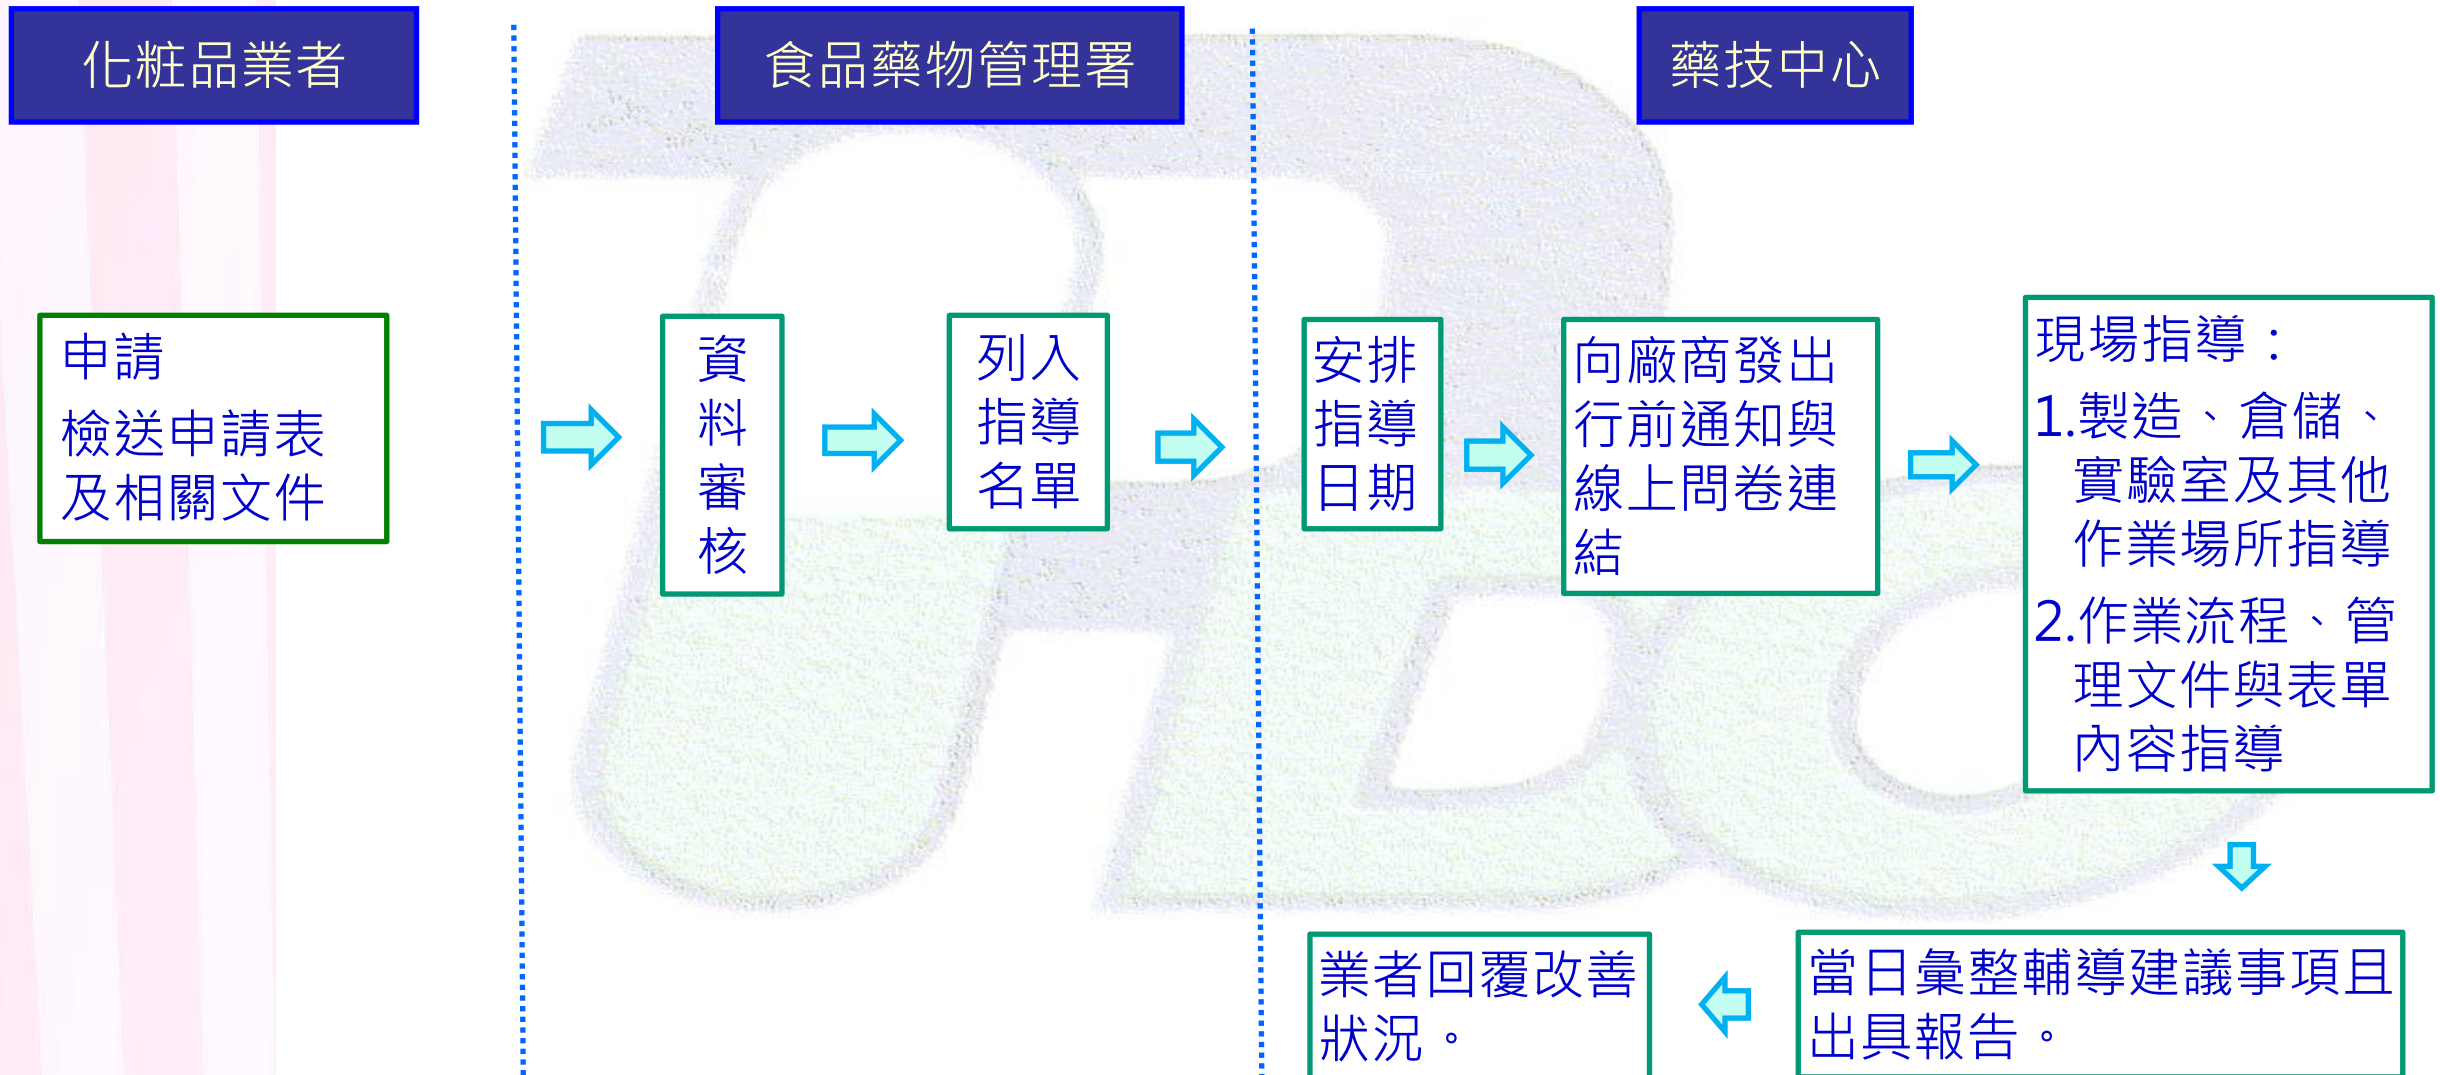 化粧品業者
食品藥物管理署
藥技中心
申請
檢送申請表
及相關文件
資
料
審
核
列入
指導
名單
安排
指導
日期
向廠商發出
行前通知與
線上問卷連
結
現場指導：
1.製造、倉儲、
實驗室及其他
作業場所指導
2.作業流程、管
理文件與表單
內容指導
當日彙整輔導建議事項且
出具報告。
業者回覆改善
狀況。